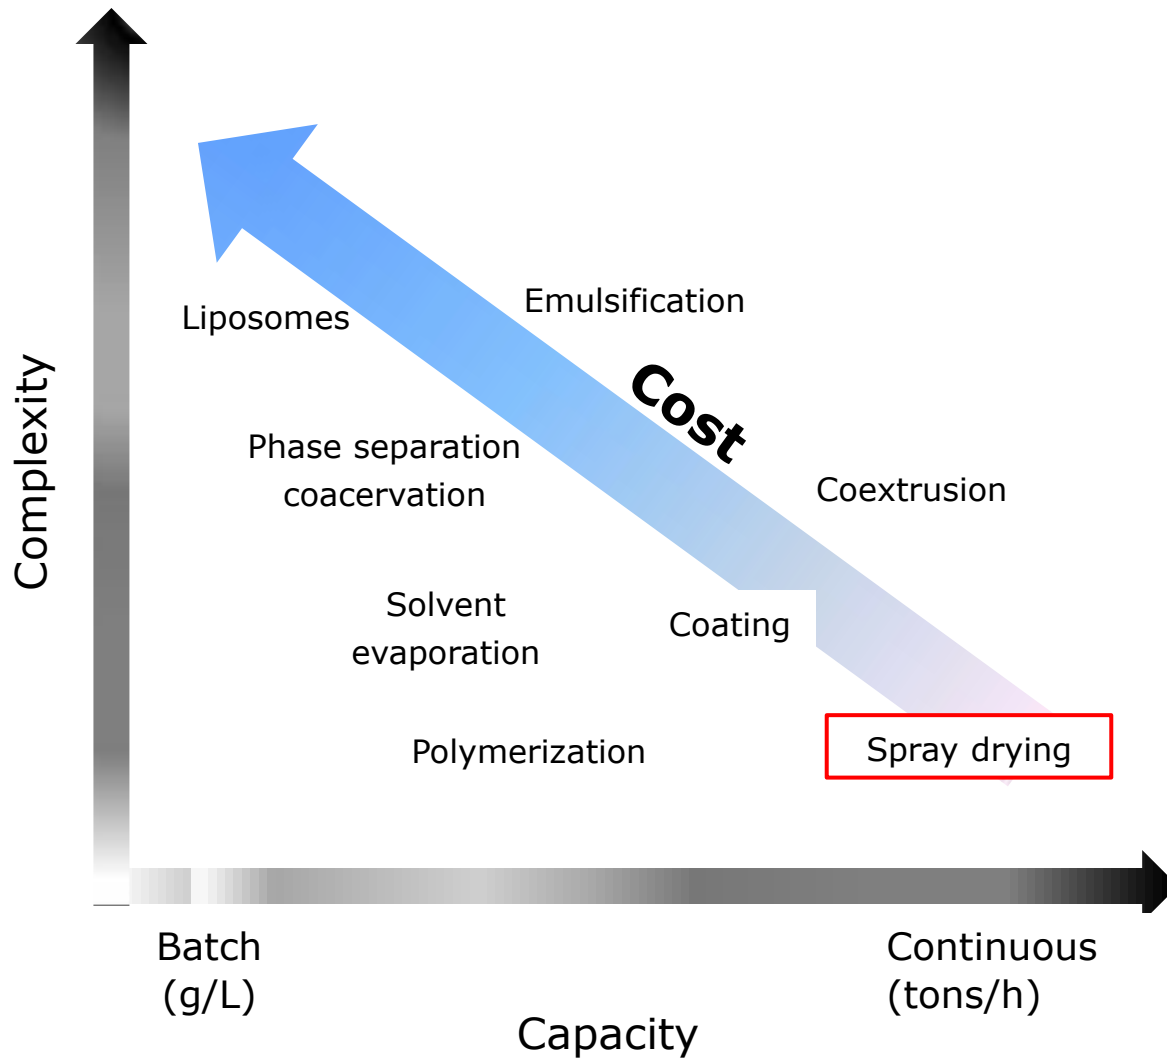 Emulsification
Liposomes
Cost
Phase separation
coacervation
Coextrusion
Complexity
Solvent
evaporation
Coating
Polymerization
Spray drying
Batch
(g/L)
Continuous
(tons/h)
Capacity